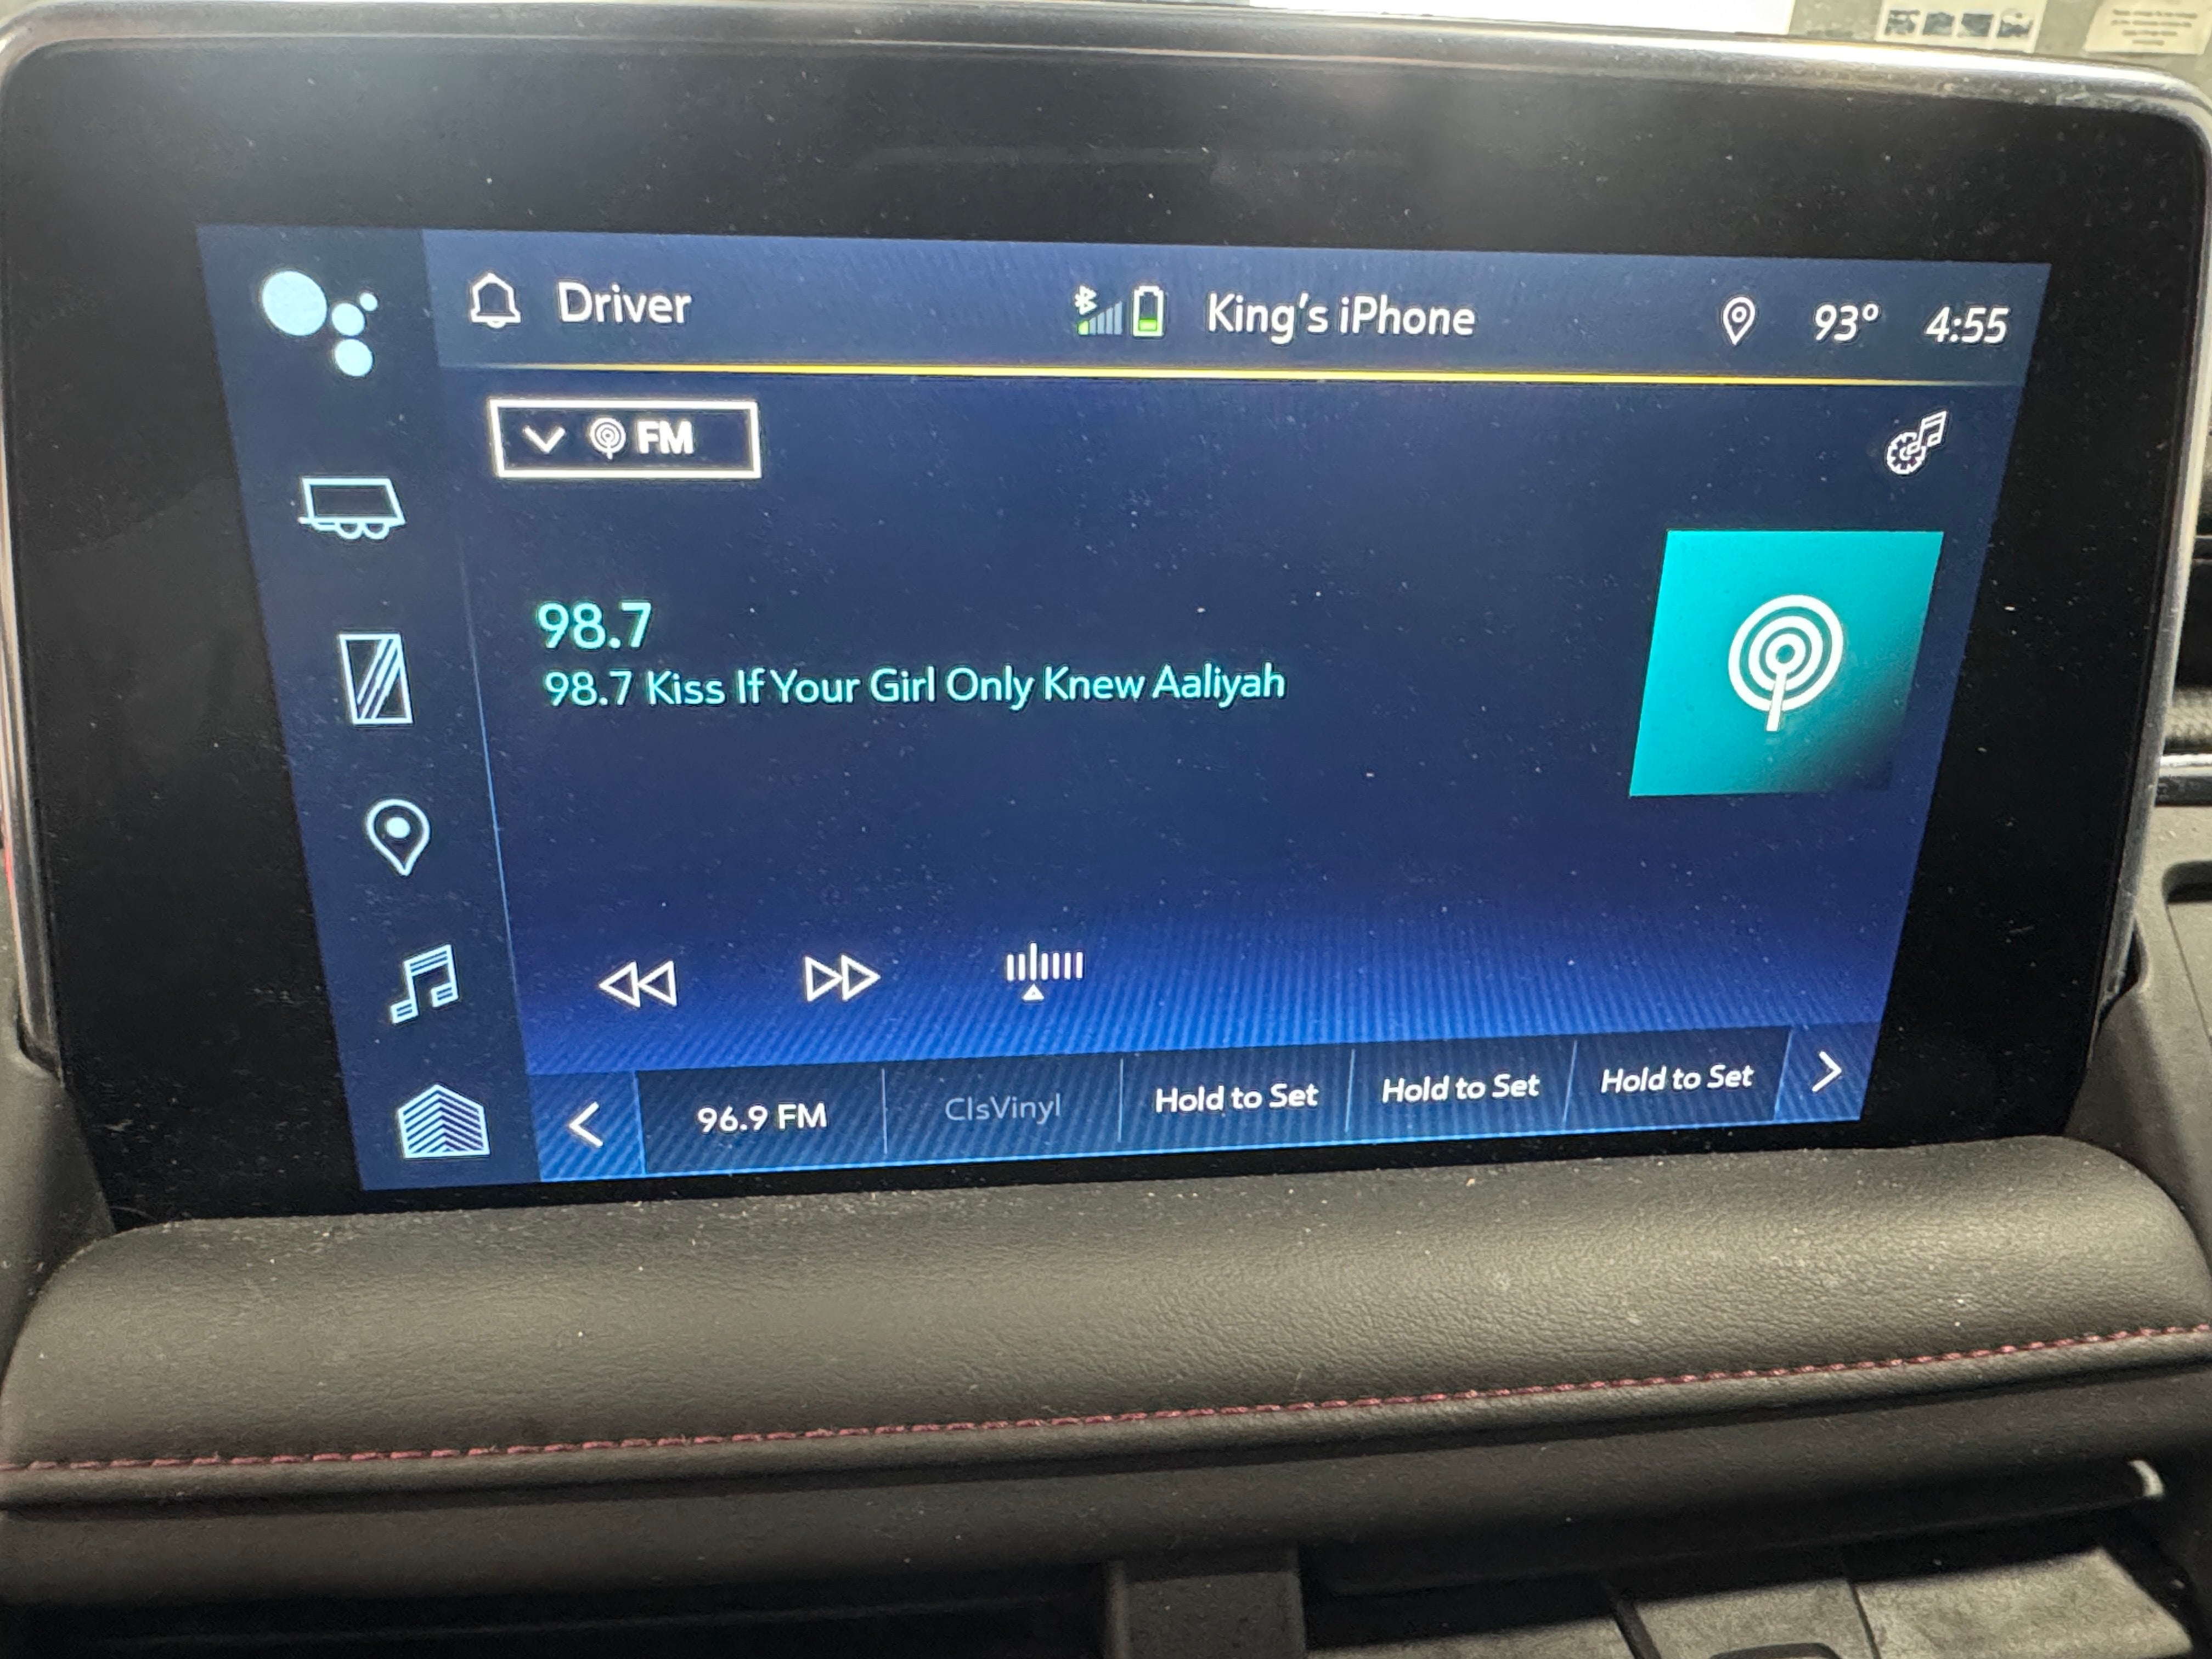 Driver
King's iPhone
93° 4:55
FM
98.7
98.7 Kiss If Your Girl Only Knew Aaliyah
96.9 FM
ClsVinyl
Hold to Set
Hold to Set
Hold to Set